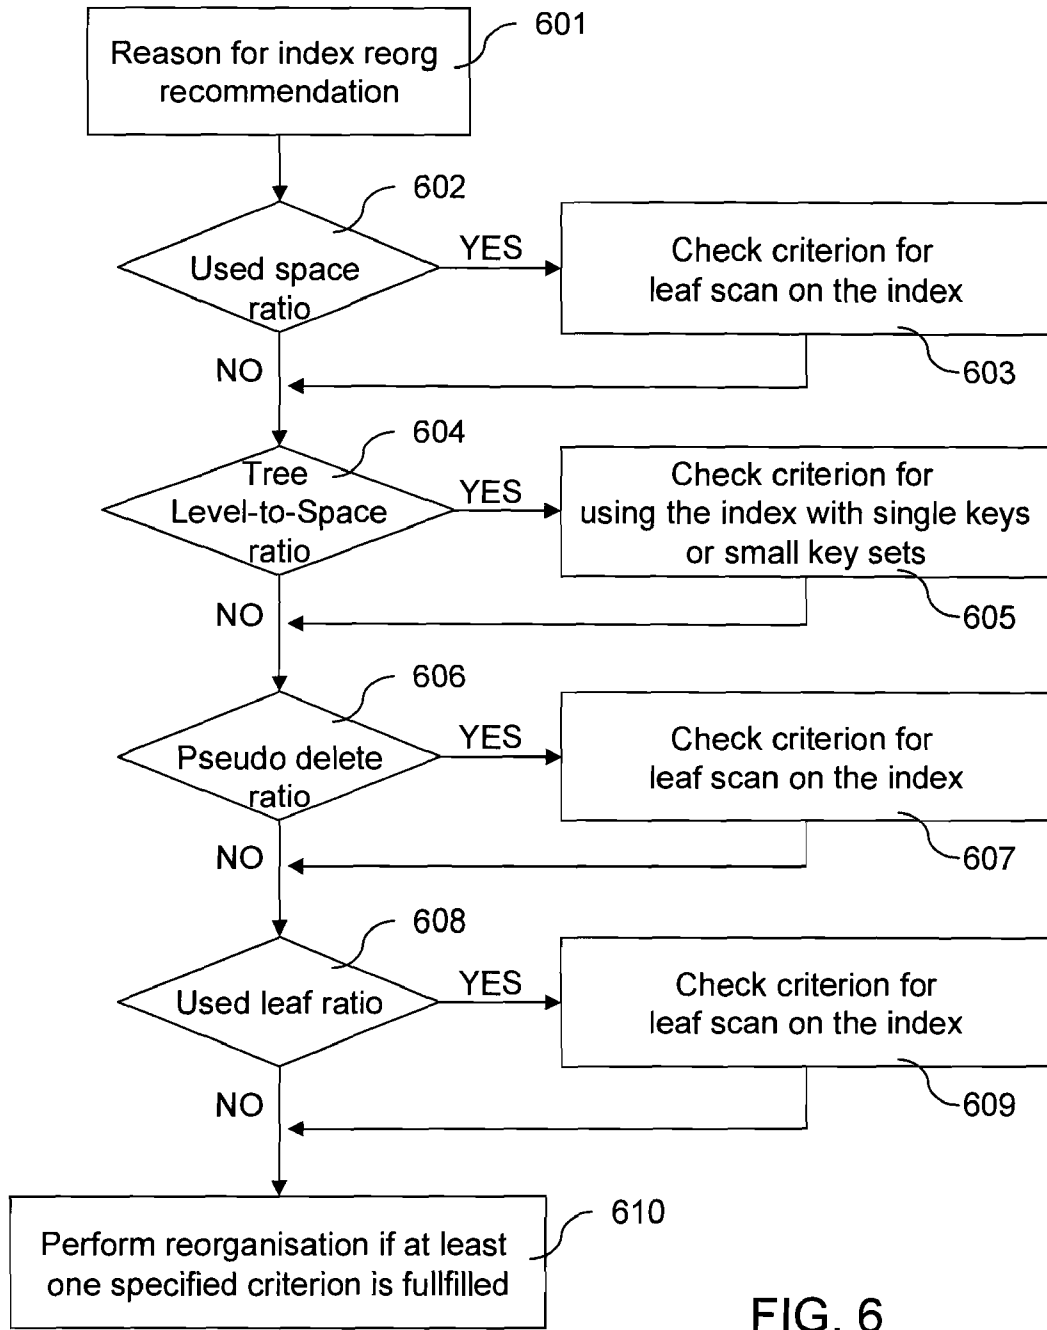 601
Reason for index reorg
recommendation
602
Used space
ratio
YES
Check criterion for
leaf scan on the index
603
NO
604
Tree
Level-to-Space
ratio
YES
Check criterion for
using the index with single keys
or small key sets
605
NO
606
Pseudo delete
ratio
YES
Check criterion for
leaf scan on the index
607
NO
608
Used leaf ratio
YES
Check criterion for
leaf scan on the index
609
NO
610
Perform reorganisation if at least
one specified criterion is fullfilled
FIG. 6